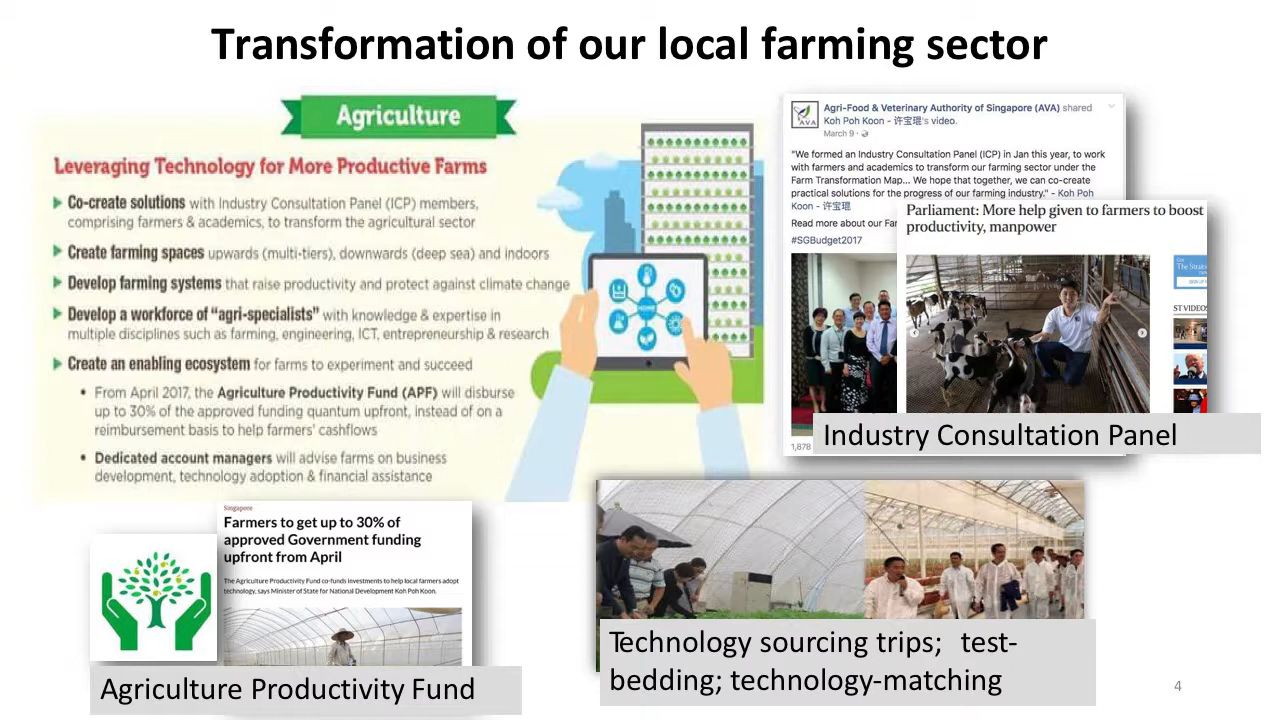 Transformation of our local farming sector
Agriculture
Leveraging Technology for More Productive Farms
Co-create solutions with Industry Consultation Panel (ICP) members,
comprising farmers & academics, to transform the agricultural sector
Create farming spaces upwards (multi-tiers), downwards (deep sea) and indoors
Develop farming systems that raise productivity and protect against climate change
Develop a workforce of "agri-specialists" with knowledge & expertise in
multiple disciplines such as farming, engineering, ICT, entrepreneurship & research
Create an enabling ecosystem for farms to experiment and succeed
• From April 2017, the Agriculture Productivity Fund (APF) will disburse
up to 30% of the approved funding quantum upfront, instead of on a
reimbursement basis to help farmers' cashflows
• Dedicated account managers will advise farms on business
development, technology adoption & financial assistance
AVA
Agri-Food & Veterinary Authority of Singapore (AVA) shared
Koh Poh Koon - 许宝琨's video.
March 9
"We formed an Industry Consultation Panel (ICP) in Jan this year, to work
with farmers and academics to transform our farming sector under the
Farm Transformation Map... We hope that together, we can co-create
practical solutions for the progress of our farming industry." - Koh Poh
Koon - 许宝琨
Read more about our Far
#SGBudget2017
1,878
Parliament: More help given to farmers to boost
productivity, manpower
The Straits
ST VIDEOS
Industry Consultation Panel
Singapore
Farmers to get up to 30% of
approved Government funding
upfront from April
The Agriculture Productivity Fund co-funds investments to help local farmers adopt
technology, says Minister of State for National Development Koh Poh Koon.
Agriculture Productivity Fund
Technology sourcing trips; test-
bedding; technology-matching
4